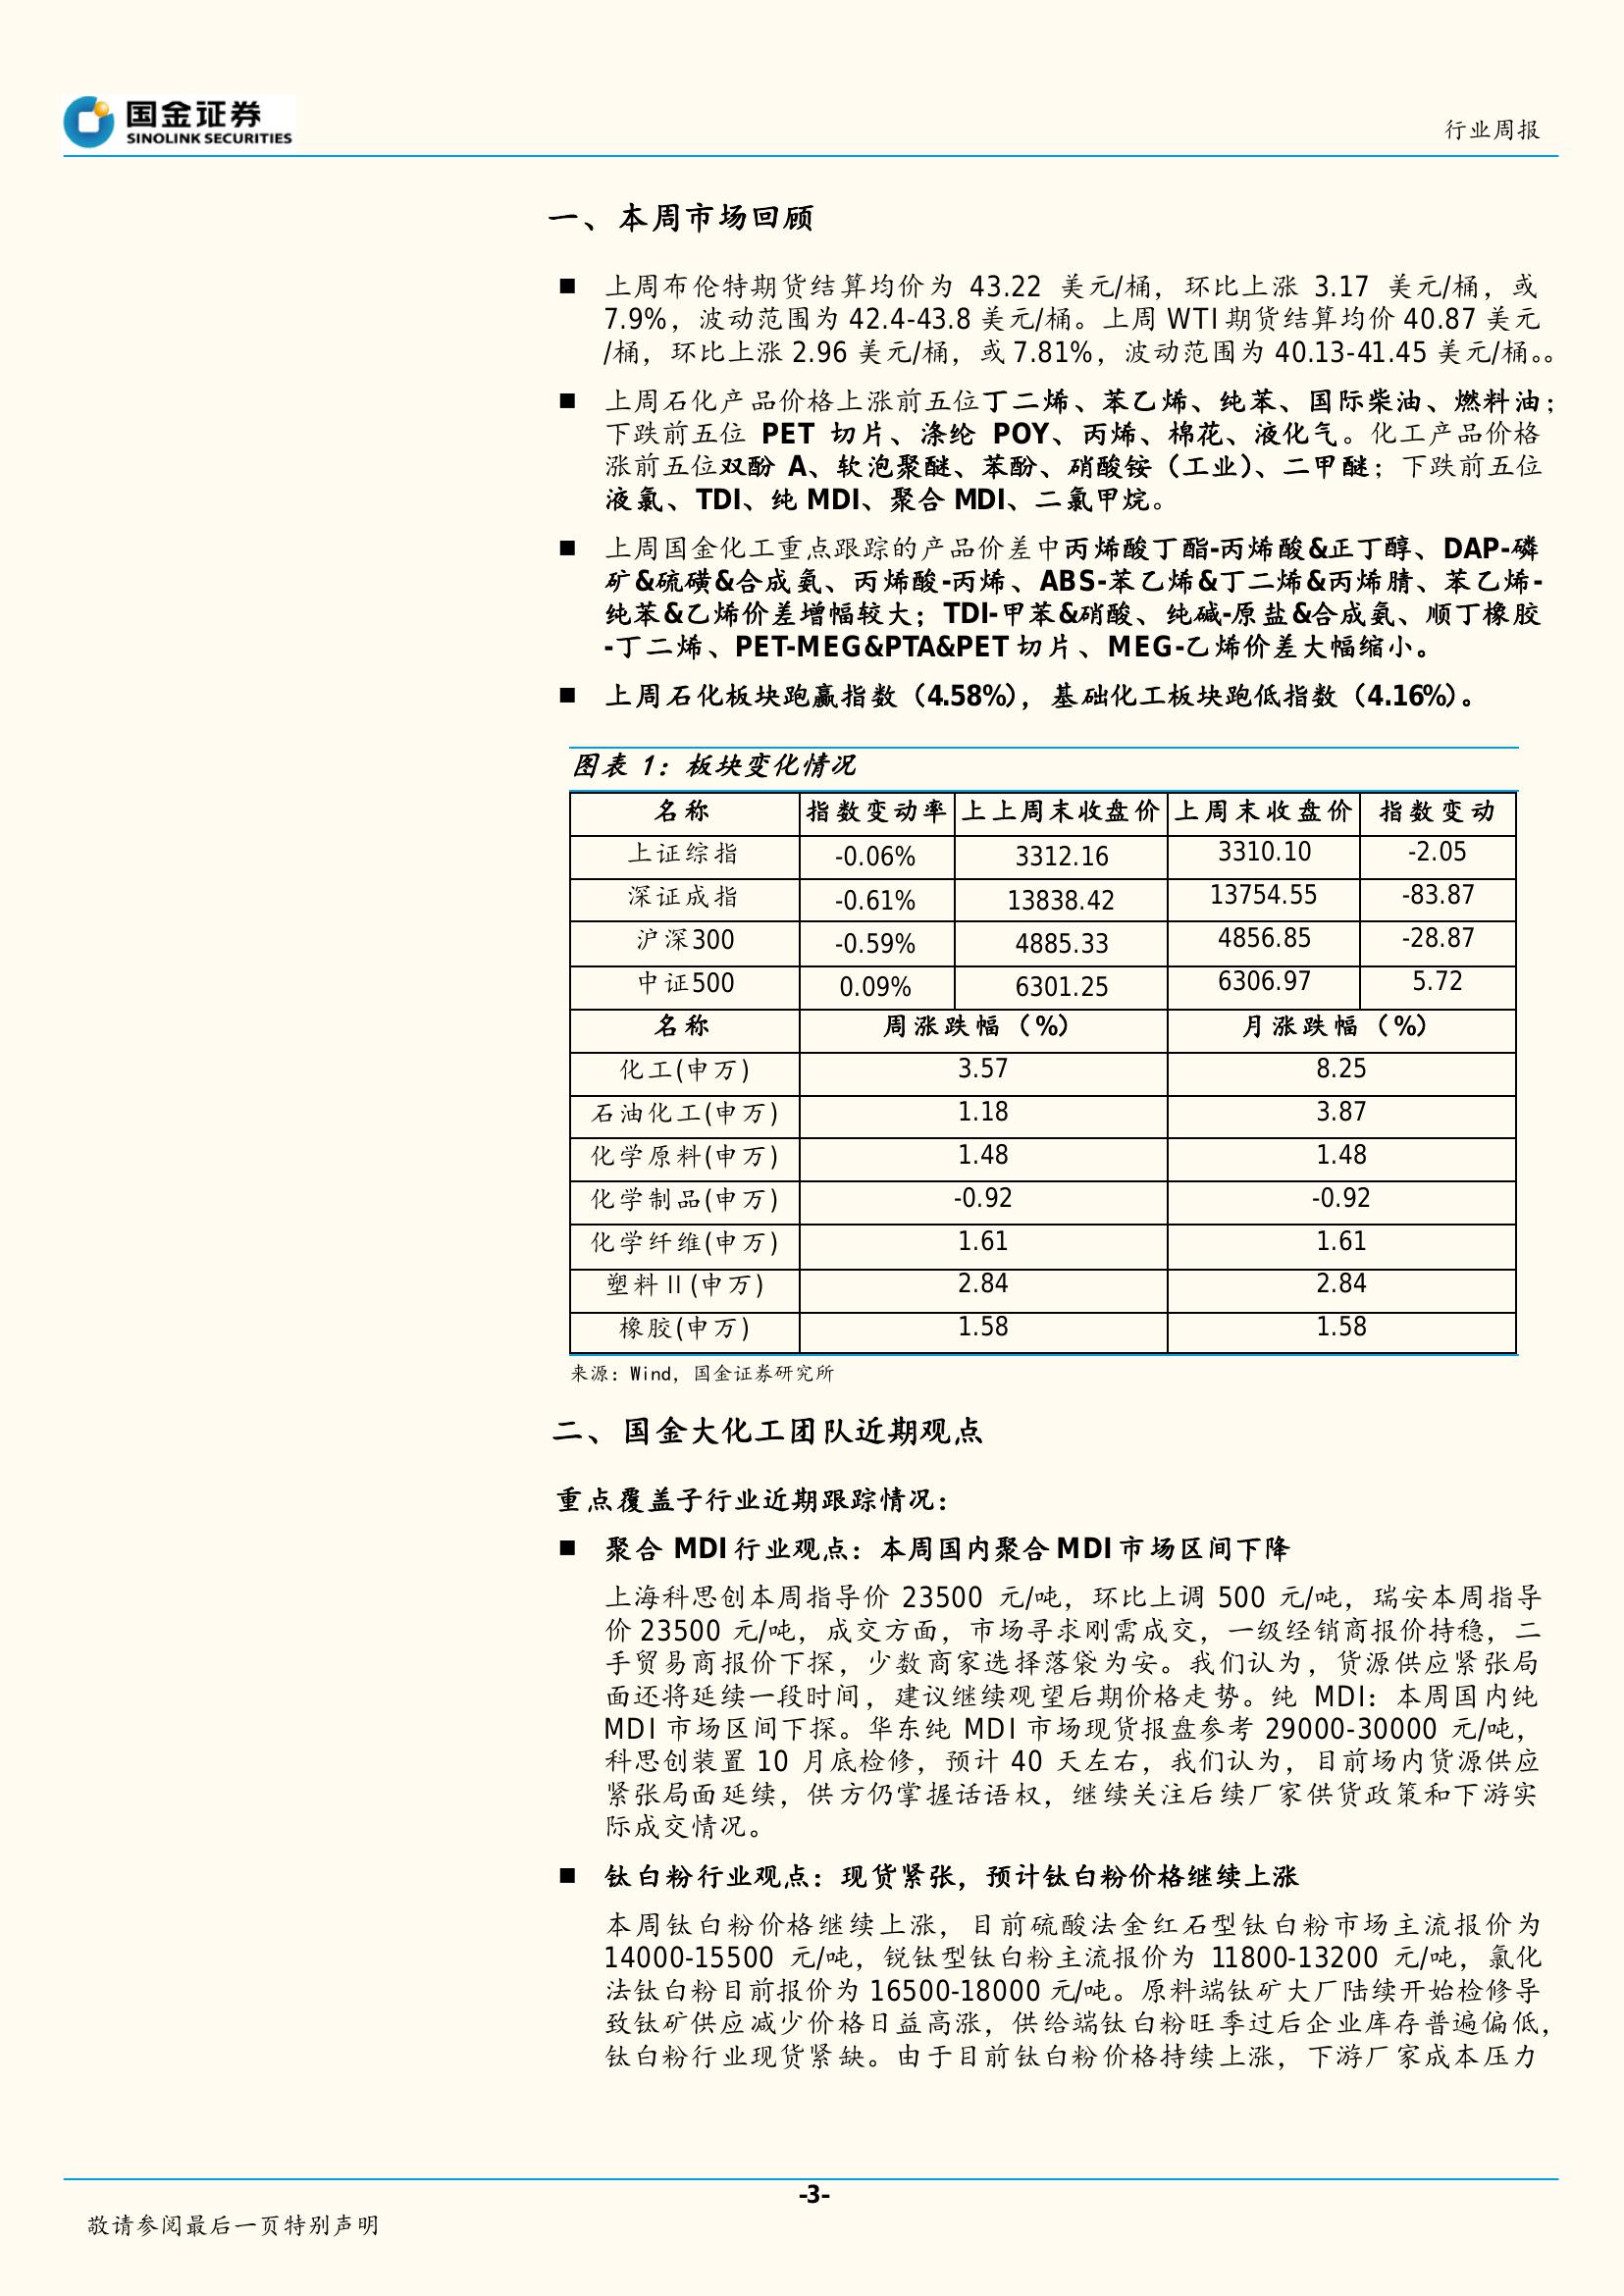 国金证券
SINOLINK SECURITIES
行业周报
一、本周市场回顾
■ 上周布伦特期货结算均价为 43.22 美元/桶，环比上涨 3.17 美元/桶，或
7.9%，波动范围为 42.4-43.8 美元/桶。上周 WTI 期货结算均价 40.87 美元
/桶，环比上涨 2.96 美元/桶，或 7.81%，波动范围为 40.13-41.45 美元/桶。。
■ 上周石化产品价格上涨前五位丁二烯、苯乙烯、纯苯、国际柴油、燃料油；
下跌前五位 PET 切片、涤纶 POY、丙烯、棉花、液化气。化工产品价格
涨前五位双酚 A、软泡聚醚、苯酚、硝酸铵（工业）、二甲醚；下跌前五位
液氯、TDI、纯 MDI、聚合 MDI、二氯甲烷。
■ 上周国金化工重点跟踪的产品价差中丙烯酸丁酯-丙烯酸&正丁醇、DAP-磷
矿&硫磺&合成氨、丙烯酸-丙烯、ABS-苯乙烯&丁二烯&丙烯腈、苯乙烯-
纯苯&乙烯价差增幅较大；TDI-甲苯&硝酸、纯碱-原盐&合成氨、顺丁橡胶
-丁二烯、PET-MEG&PTA&PET 切片、MEG-乙烯价差大幅缩小。
■ 上周石化板块跑赢指数（4.58%），基础化工板块跑低指数（4.16%）。
图表 1：板块变化情况
名称 指数变动率 上上周末收盘价 上周末收盘价 指数变动
上证综指 -0.06% 3312.16 3310.10 -2.05
深证成指 -0.61% 13838.42 13754.55 -83.87
沪深300 -0.59% 4885.33 4856.85 -28.87
中证500 0.09% 6301.25 6306.97 5.72
名称 周涨跌幅（%） 月涨跌幅（%）
化工(申万) 3.57 8.25
石油化工(申万) 1.18 3.87
化学原料(申万) 1.48 1.48
化学制品(申万) -0.92 -0.92
化学纤维(申万) 1.61 1.61
塑料Ⅱ(申万) 2.84 2.84
橡胶(申万) 1.58 1.58
来源：Wind，国金证券研究所
二、国金大化工团队近期观点
重点覆盖子行业近期跟踪情况：
■ 聚合 MDI 行业观点：本周国内聚合 MDI 市场区间下降
上海科思创本周指导价 23500 元/吨，环比上调 500 元/吨，瑞安本周指导
价 23500 元/吨，成交方面，市场寻求刚需成交，一级经销商报价持稳，二
手贸易商报价下探，少数商家选择落袋为安。我们认为，货源供应紧张局
面还将延续一段时间，建议继续观望后期价格走势。纯 MDI：本周国内纯
MDI 市场区间下探。华东纯 MDI 市场现货报盘参考 29000-30000 元/吨，
科思创装置 10 月底检修，预计 40 天左右，我们认为，目前场内货源供应
紧张局面延续，供方仍掌握话语权，继续关注后续厂家供货政策和下游实
际成交情况。
■ 钛白粉行业观点：现货紧张，预计钛白粉价格继续上涨
本周钛白粉价格继续上涨，目前硫酸法金红石型钛白粉市场主流报价为
14000-15500 元/吨，锐钛型钛白粉主流报价为 11800-13200 元/吨，氯化
法钛白粉目前报价为 16500-18000 元/吨。原料端钛矿大厂陆续开始检修导
致钛矿供应减少价格日益高涨，供给端钛白粉旺季过后企业库存普遍偏低，
钛白粉行业现货紧缺。由于目前钛白粉价格持续上涨，下游厂家成本压力
-3-
敬请参阅最后一页特别声明